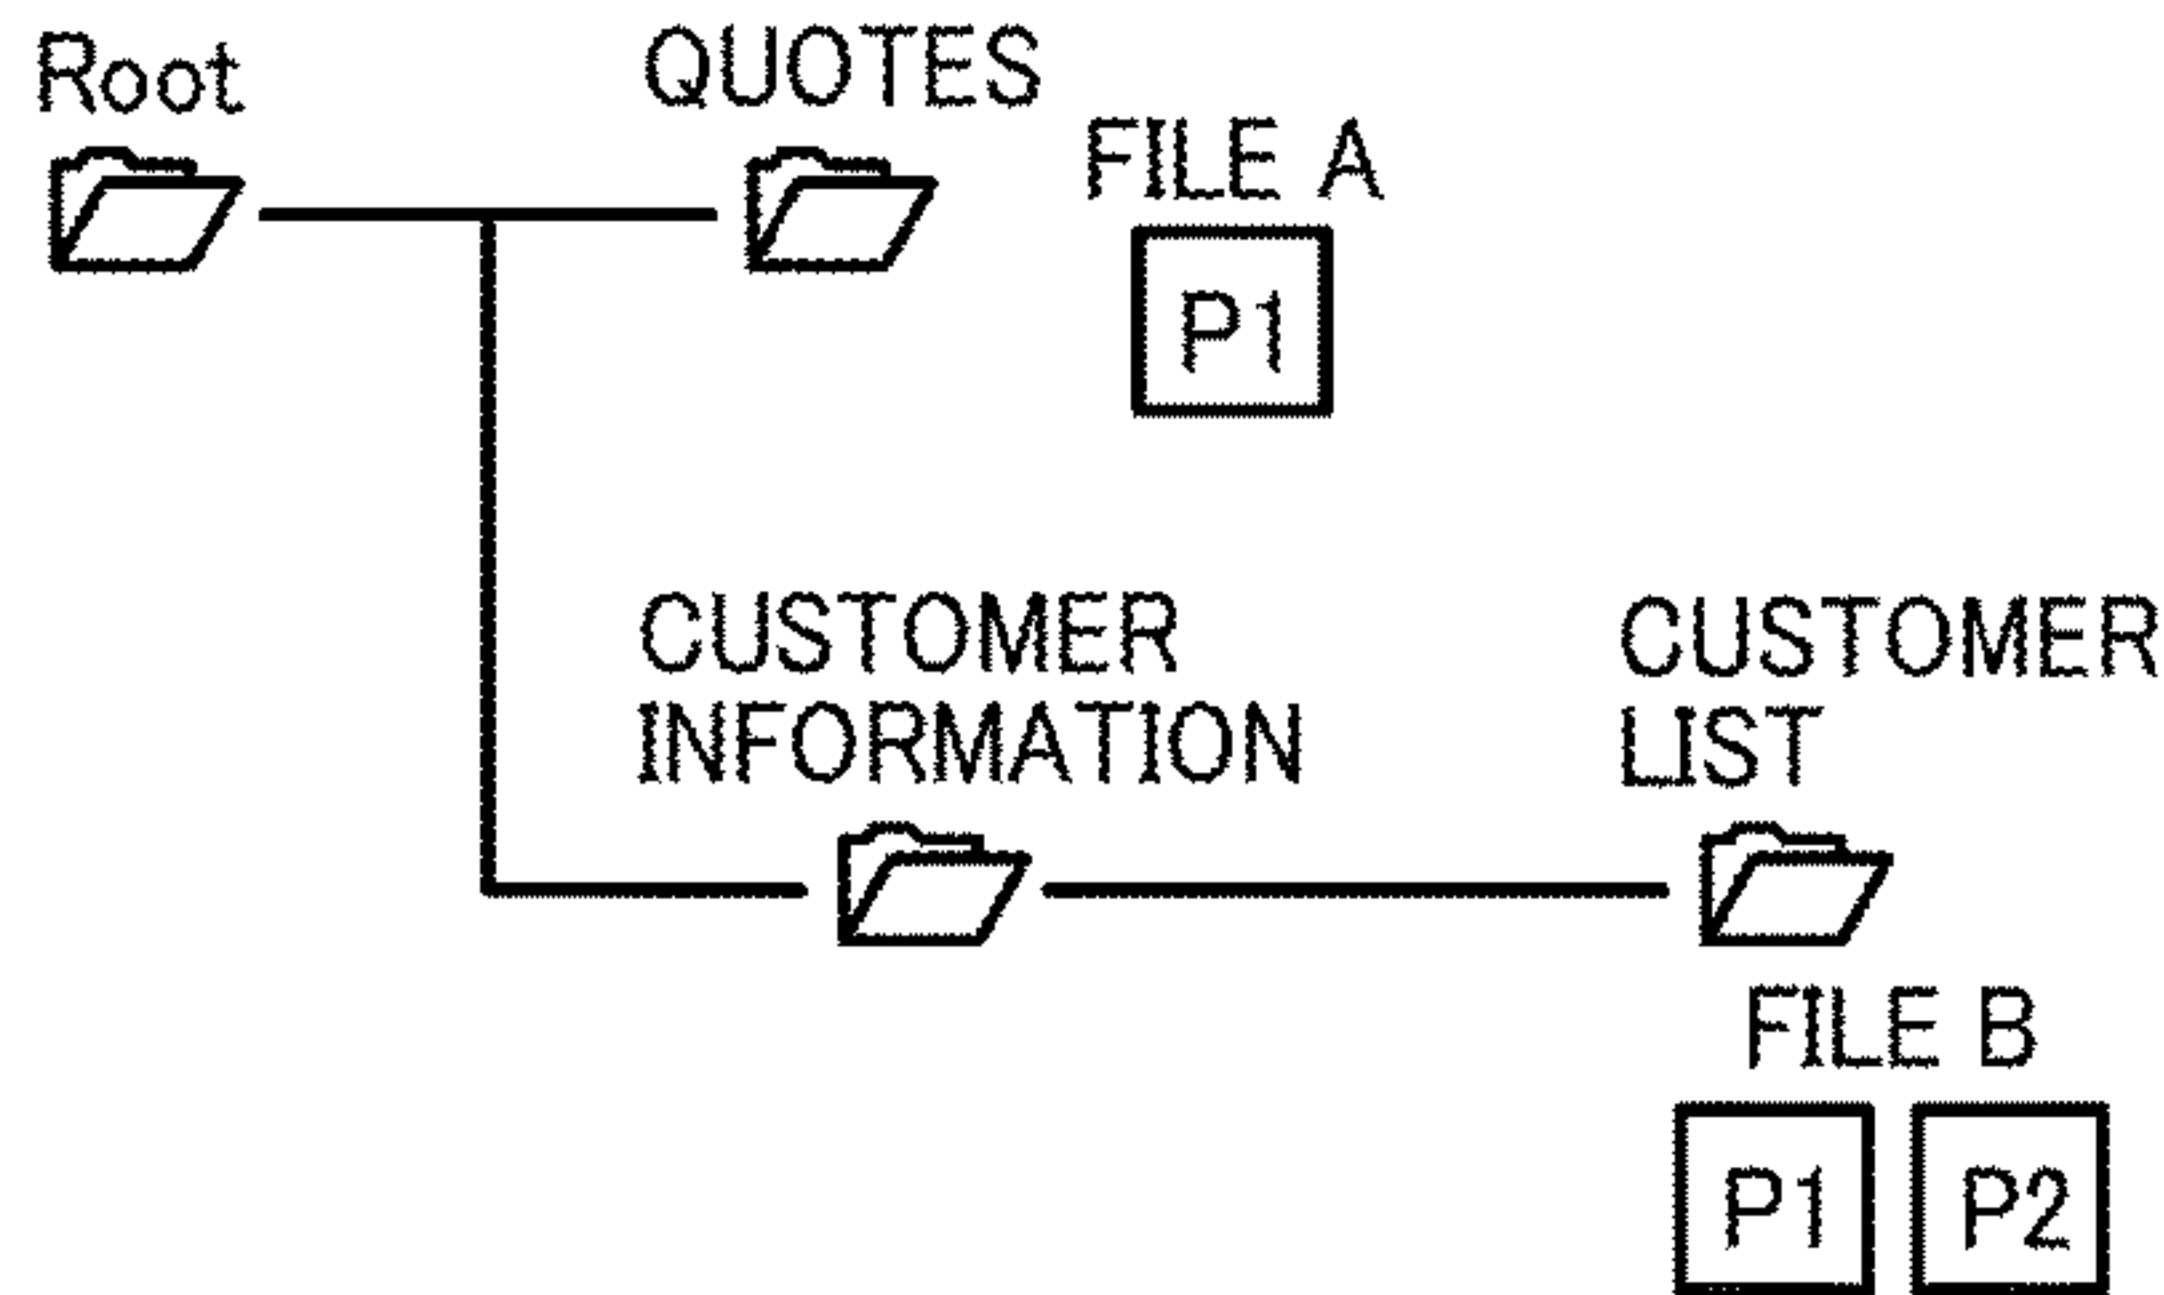 Root
QUOTES
FILE A
P1
CUSTOMER
INFORMATION
CUSTOMER
LIST
FILE B
P1 P2